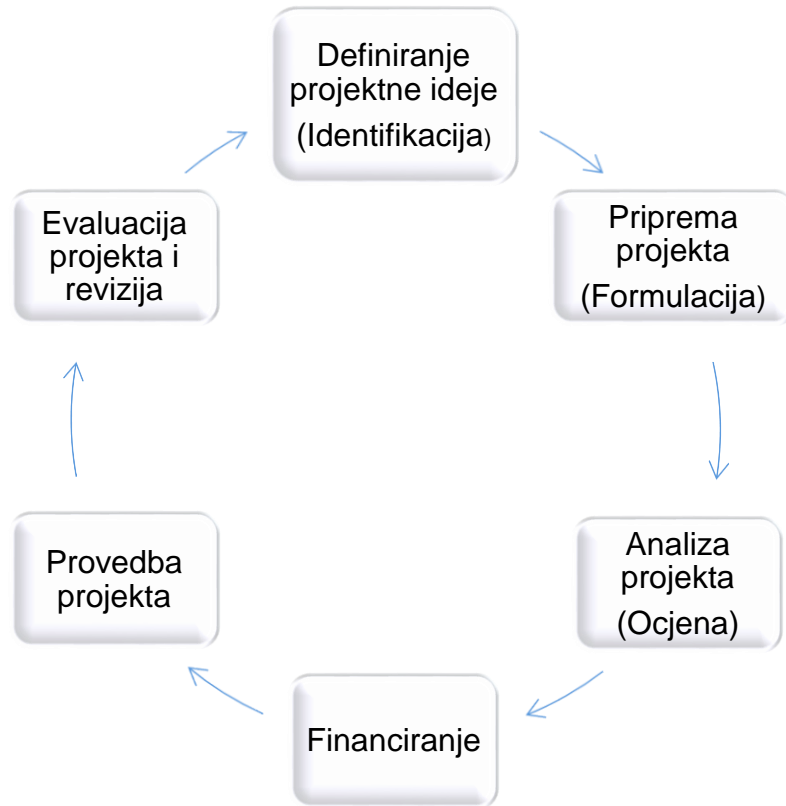 Definiranje
projektne ideje
(Identifikacija)
Priprema
projekta
(Formulacija)
Analiza
projekta
(Ocjena)
Financiranje
Provedba
projekta
Evaluacija
projekta i
revizija